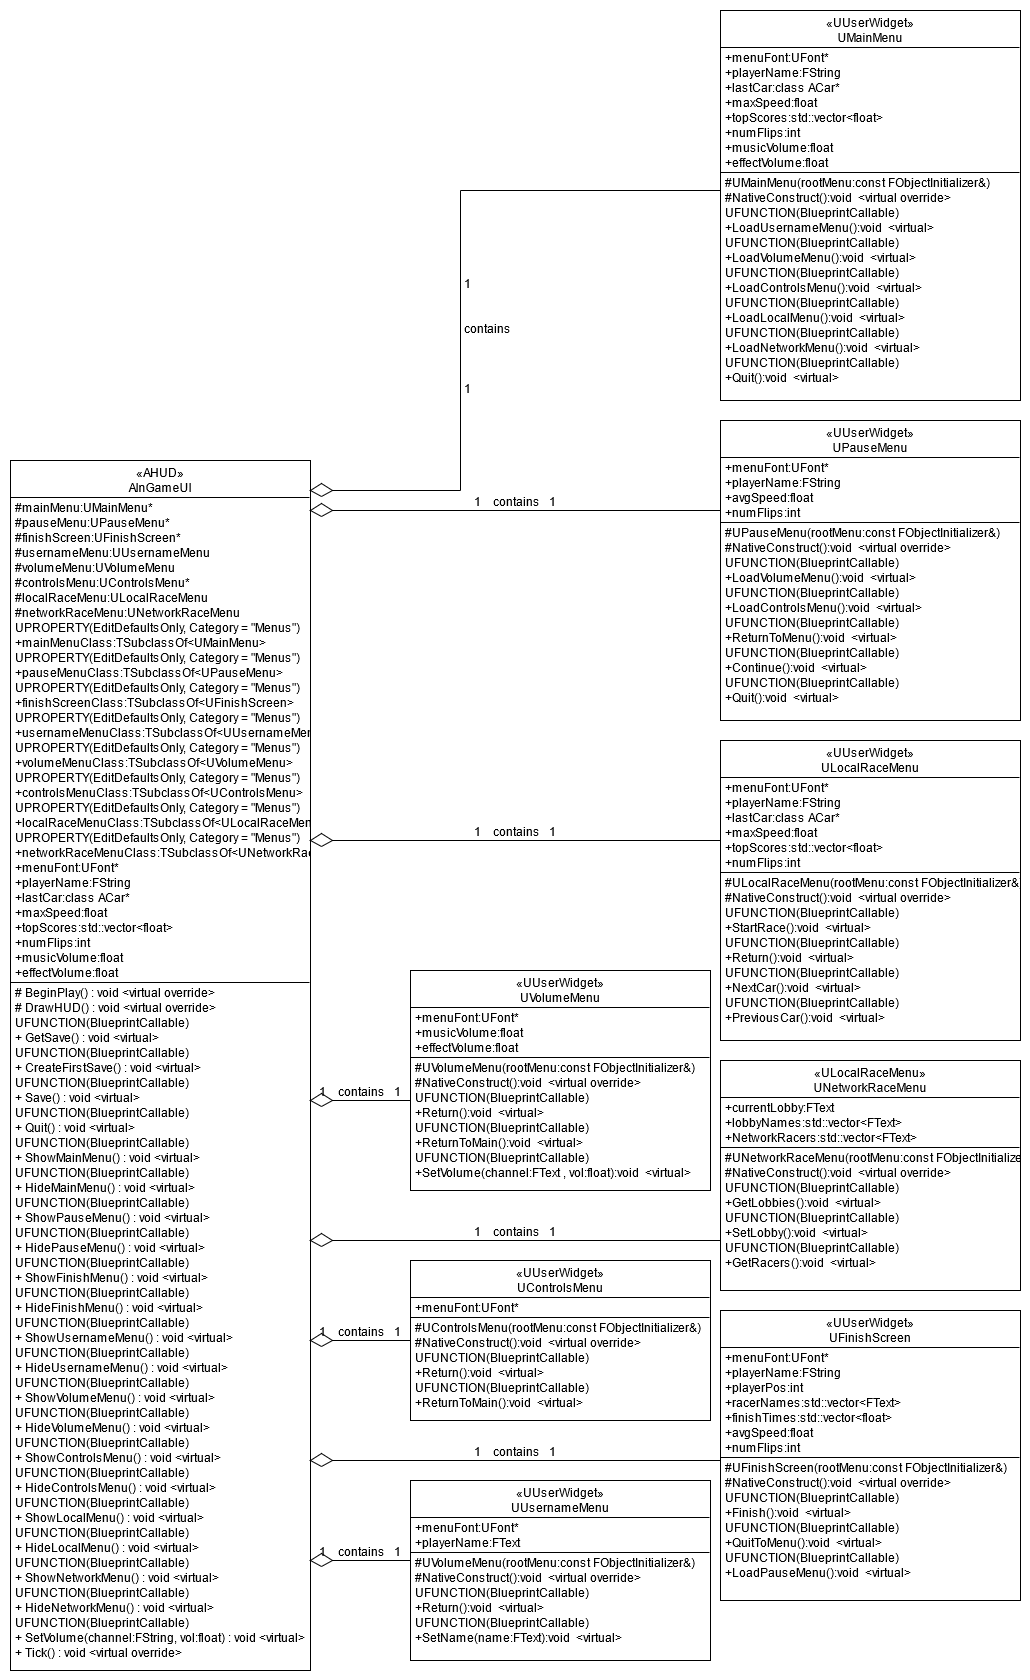 «UUserWidget»
UMainMenu
+menuFont:UFont*
+playerName:FString
+lastCar:class ACar*
+maxSpeed:float
+topScores:std::vector<float>
+numFlips:int
+musicVolume:float
+effectVolume:float
#UMainMenu(rootMenu:const FObjectInitializer&)
#NativeConstruct():void <virtual override>
UFUNCTION(BlueprintCallable)
+LoadUsernameMenu():void <virtual>
UFUNCTION(BlueprintCallable)
+LoadVolumeMenu():void <virtual>
UFUNCTION(BlueprintCallable)
+LoadControlsMenu():void <virtual>
UFUNCTION(BlueprintCallable)
+LoadLocalMenu():void <virtual>
UFUNCTION(BlueprintCallable)
+LoadNetworkMenu():void <virtual>
UFUNCTION(BlueprintCallable)
+Quit():void <virtual>
1
contains
1
«UUserWidget»
UPauseMenu
+menuFont:UFont*
+playerName:FString
+avgSpeed:float
+numFlips:int
#UPauseMenu(rootMenu:const FObjectInitializer&)
#NativeConstruct():void <virtual override>
UFUNCTION(BlueprintCallable)
+LoadVolumeMenu():void <virtual>
UFUNCTION(BlueprintCallable)
+LoadControlsMenu():void <virtual>
UFUNCTION(BlueprintCallable)
+ReturnToMenu():void <virtual>
UFUNCTION(BlueprintCallable)
+Continue():void <virtual>
UFUNCTION(BlueprintCallable)
+Quit():void <virtual>
«AHUD»
AInGameUI
#mainMenu:UMainMenu*
#pauseMenu:UPauseMenu*
#finishScreen:UFinishScreen*
#usernameMenu:UUsernameMenu
#volumeMenu:UVolumeMenu
#controlsMenu:UControlsMenu*
#localRaceMenu:ULocalRaceMenu
#networkRaceMenu:UNetworkRaceMenu
UPROPERTY(EditDefaultsOnly, Category = "Menus")
+mainMenuClass:TSubclassOf<UMainMenu>
UPROPERTY(EditDefaultsOnly, Category = "Menus")
+pauseMenuClass:TSubclassOf<UPauseMenu>
UPROPERTY(EditDefaultsOnly, Category = "Menus")
+finishScreenClass:TSubclassOf<UFinishScreen>
UPROPERTY(EditDefaultsOnly, Category = "Menus")
+usernameMenuClass:TSubclassOf<UUsernameMen
UPROPERTY(EditDefaultsOnly, Category = "Menus")
+volumeMenuClass:TSubclassOf<UVolumeMenu>
UPROPERTY(EditDefaultsOnly, Category = "Menus")
+controlsMenuClass:TSubclassOf<UControlsMenu>
UPROPERTY(EditDefaultsOnly, Category = "Menus")
+localRaceMenuClass:TSubclassOf<ULocalRaceMen
UPROPERTY(EditDefaultsOnly, Category = "Menus")
+networkRaceMenuClass:TSubclassOf<UNetworkRac
+menuFont:UFont*
+playerName:FString
+lastCar:class ACar*
+maxSpeed:float
+topScores:std::vector<float>
+numFlips:int
+musicVolume:float
+effectVolume:float
# BeginPlay() : void <virtual override>
# DrawHUD() : void <virtual override>
UFUNCTION(BlueprintCallable)
+ GetSave() : void <virtual>
UFUNCTION(BlueprintCallable)
+ CreateFirstSave() : void <virtual>
UFUNCTION(BlueprintCallable)
+ Save() : void <virtual>
UFUNCTION(BlueprintCallable)
+ Quit() : void <virtual>
UFUNCTION(BlueprintCallable)
+ ShowMainMenu() : void <virtual>
UFUNCTION(BlueprintCallable)
+ HideMainMenu() : void <virtual>
UFUNCTION(BlueprintCallable)
+ ShowPauseMenu() : void <virtual>
UFUNCTION(BlueprintCallable)
+ HidePauseMenu() : void <virtual>
UFUNCTION(BlueprintCallable)
+ ShowFinishMenu() : void <virtual>
UFUNCTION(BlueprintCallable)
+ HideFinishMenu() : void <virtual>
UFUNCTION(BlueprintCallable)
+ ShowUsernameMenu() : void <virtual>
UFUNCTION(BlueprintCallable)
+ HideUsernameMenu() : void <virtual>
UFUNCTION(BlueprintCallable)
+ ShowVolumeMenu() : void <virtual>
UFUNCTION(BlueprintCallable)
+ HideVolumeMenu() : void <virtual>
UFUNCTION(BlueprintCallable)
+ ShowControlsMenu() : void <virtual>
UFUNCTION(BlueprintCallable)
+ HideControlsMenu() : void <virtual>
UFUNCTION(BlueprintCallable)
+ ShowLocalMenu() : void <virtual>
UFUNCTION(BlueprintCallable)
+ HideLocalMenu() : void <virtual>
UFUNCTION(BlueprintCallable)
+ ShowNetworkMenu() : void <virtual>
UFUNCTION(BlueprintCallable)
+ HideNetworkMenu() : void <virtual>
UFUNCTION(BlueprintCallable)
+ SetVolume(channel:FString, vol:float) : void <virtual>
+ Tick() : void <virtual override>
1 contains 1
1 contains 1
«UUserWidget»
ULocalRaceMenu
+menuFont:UFont*
+playerName:FString
+lastCar:class ACar*
+maxSpeed:float
+topScores:std::vector<float>
+numFlips:int
#ULocalRaceMenu(rootMenu:const FObjectInitializer&
#NativeConstruct():void <virtual override>
UFUNCTION(BlueprintCallable)
+StartRace():void <virtual>
UFUNCTION(BlueprintCallable)
+Return():void <virtual>
UFUNCTION(BlueprintCallable)
+NextCar():void <virtual>
UFUNCTION(BlueprintCallable)
+PreviousCar():void <virtual>
1 contains 1
«UUserWidget»
UVolumeMenu
+menuFont:UFont*
+musicVolume:float
+effectVolume:float
#UVolumeMenu(rootMenu:const FObjectInitializer&)
#NativeConstruct():void <virtual override>
UFUNCTION(BlueprintCallable)
+Return():void <virtual>
UFUNCTION(BlueprintCallable)
+ReturnToMain():void <virtual>
UFUNCTION(BlueprintCallable)
+SetVolume(channel:FText , vol:float):void <virtual>
«ULocalRaceMenu»
UNetworkRaceMenu
+currentLobby:FText
+lobbyNames:std::vector<FText>
+NetworkRacers:std::vector<FText>
#UNetworkRaceMenu(rootMenu:const FObjectInitialize
#NativeConstruct():void <virtual override>
UFUNCTION(BlueprintCallable)
+GetLobbies():void <virtual>
UFUNCTION(BlueprintCallable)
+SetLobby():void <virtual>
UFUNCTION(BlueprintCallable)
+GetRacers():void <virtual>
1 contains 1
1 contains 1
«UUserWidget»
UControlsMenu
+menuFont:UFont*
#UControlsMenu(rootMenu:const FObjectInitializer&)
#NativeConstruct():void <virtual override>
UFUNCTION(BlueprintCallable)
+Return():void <virtual>
UFUNCTION(BlueprintCallable)
+ReturnToMain():void <virtual>
«UUserWidget»
UFinishScreen
+menuFont:UFont*
+playerName:FString
+playerPos:int
+racerNames:std::vector<FText>
+finishTimes:std::vector<float>
+avgSpeed:float
+numFlips:int
#UFinishScreen(rootMenu:const FObjectInitializer&)
#NativeConstruct():void <virtual override>
UFUNCTION(BlueprintCallable)
+Finish():void <virtual>
UFUNCTION(BlueprintCallable)
+QuitToMenu():void <virtual>
UFUNCTION(BlueprintCallable)
+LoadPauseMenu():void <virtual>
1 contains 1
1 contains 1
«UUserWidget»
UUsernameMenu
+menuFont:UFont*
+playerName:FText
#UVolumeMenu(rootMenu:const FObjectInitializer&)
#NativeConstruct():void <virtual override>
UFUNCTION(BlueprintCallable)
+Return():void <virtual>
UFUNCTION(BlueprintCallable)
+SetName(name:FText):void <virtual>